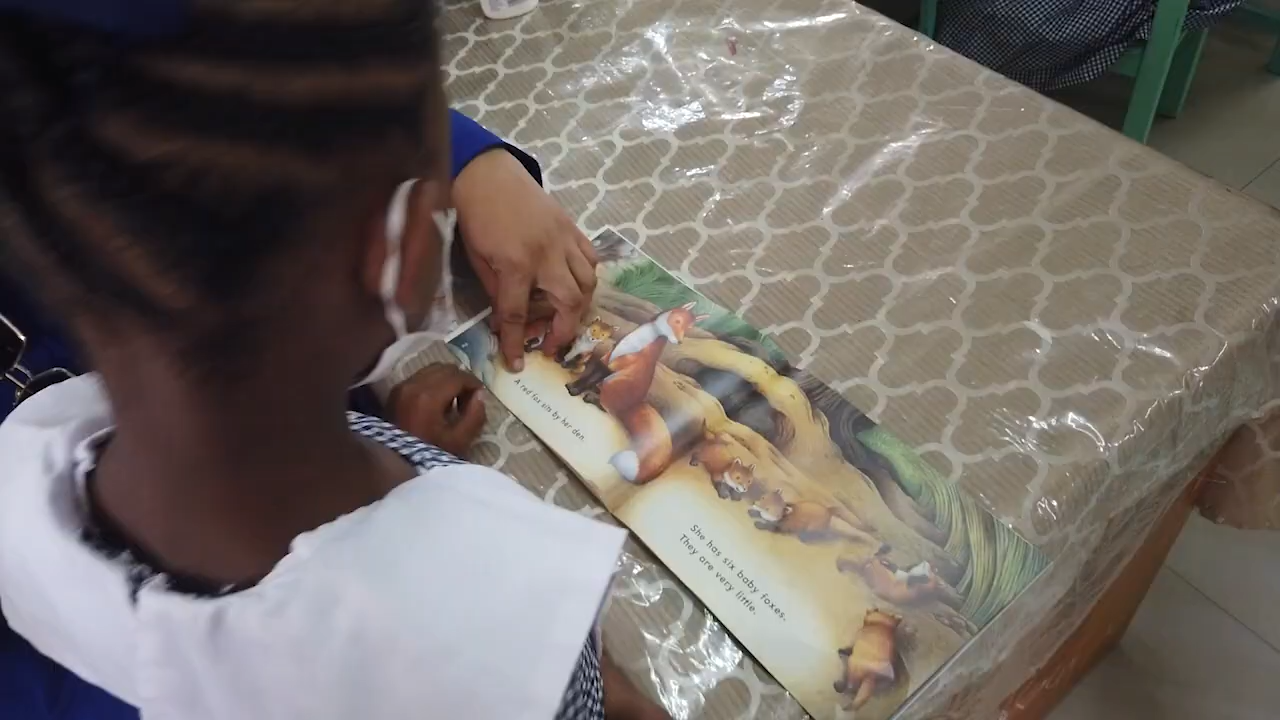 A red fox sits by her den.
She has six baby foxes.
They are very little.